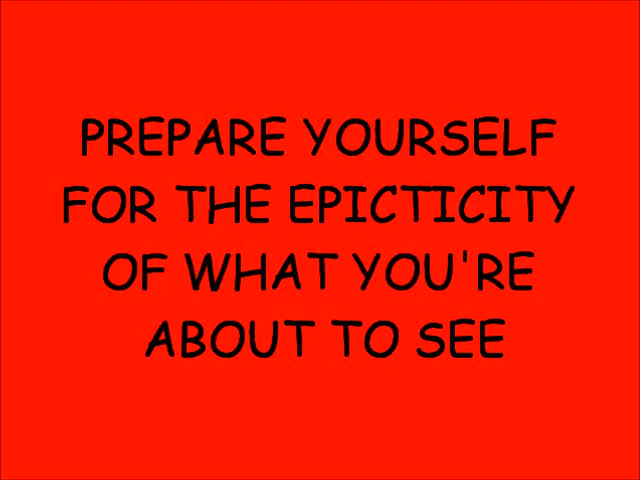 PREPARE YOURSELF
FOR THE EPICTICITY
OF WHAT YOU'RE
ABOUT TO SEE